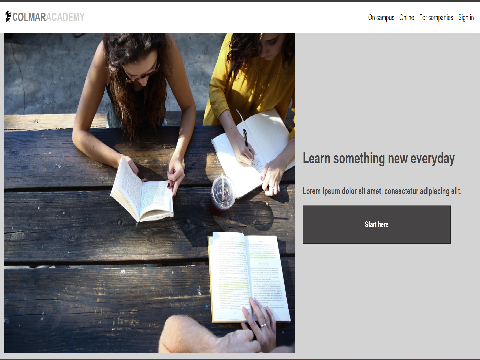 COLMARACADEMY
On campus Online For companies Sign in
Learn something new everyday
Lorem ipsum dolor sit amet, consectetur adipiscing elit.
Start here